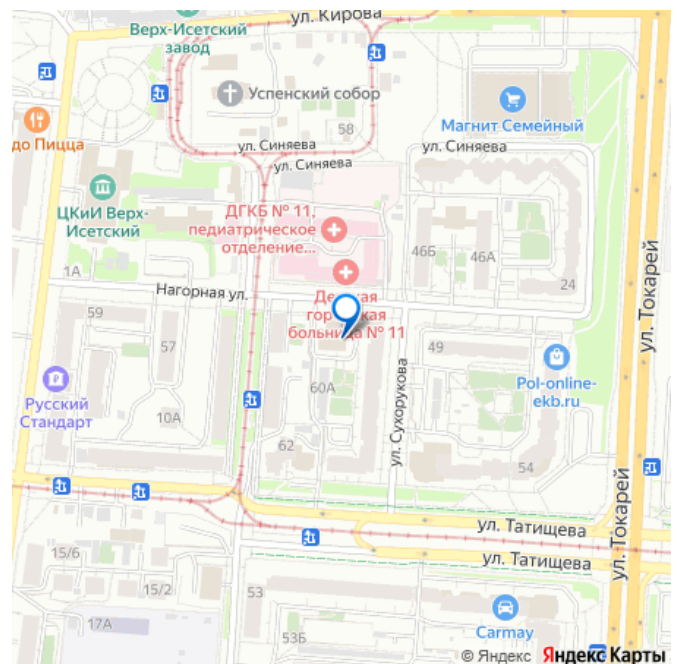 ул. Кирова
Верх-Исетский
завод
Успенский собор
58
Магнит Семейный
до Пицца
ул. Синяева
ул. Синяева
ул. Синяева
ЦКиИ Верх-
Исетский
ДГКБ № 11,
педиатрическое
отделение...
46Б
46А
24
1А
Нагорная ул.
больница № 11
59
57
49
Pol-online-
ekb.ru
ул. Токарей
Русский
Стандарт
10А
60А
62
ул. Сухорукова
54
ул. Татищева
ул. Татищева
ул. Токарей
15/6
15/2
17А
53
53Б
Carmay
© Яндекс Яндекс Карты